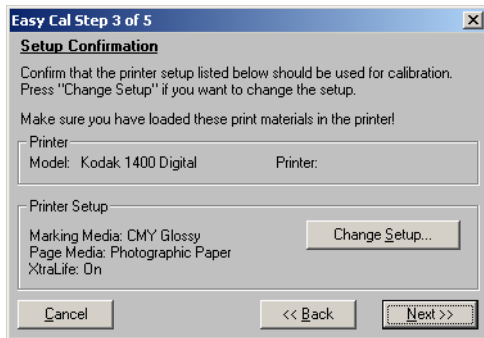 Easy Cal Step 3 of 5
Setup Confirmation
Confirm that the printer setup listed below should be used for calibration.
Press "Change Setup" if you want to change the setup.
Make sure you have loaded these print materials in the printer!
Printer
Model: Kodak 1400 Digital Printer:
Printer Setup
Marking Media: CMY Glossy
Page Media: Photographic Paper
XtraLife: On
Change Setup...
Cancel << Back Next >>